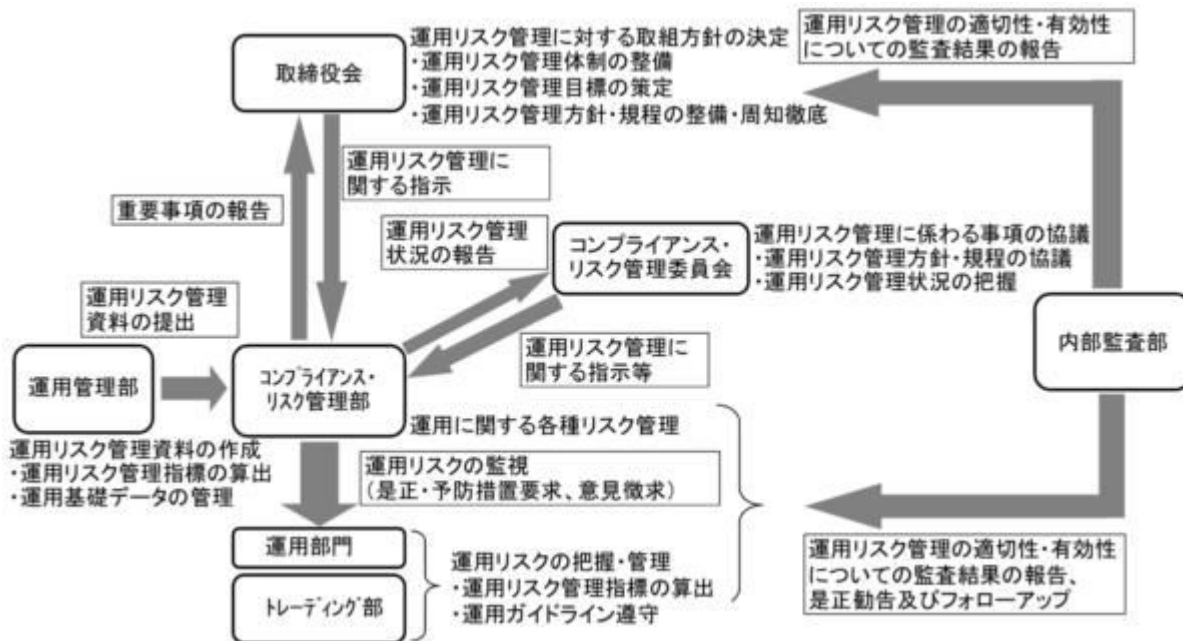 取締役会
運用リスク管理に対する取組方針の決定
・運用リスク管理体制の整備
・運用リスク管理目標の策定
・運用リスク管理方針・規程の整備・周知徹底
運用リスク管理の適切性・有効性
についての監査結果の報告
運用リスク管理に
関する指示
重要事項の報告
運用リスク管理
状況の報告
コンプライアンス・
リスク管理委員会
運用リスク管理に係わる事項の協議
・運用リスク管理方針・規程の協議
・運用リスク管理状況の把握
運用リスク管理
資料の提出
運用リスク管理に
関する指示等
内部監査部
運用管理部
コンプライアンス・
リスク管理部
運用に関する各種リスク管理
運用リスク管理資料の作成
・運用リスク管理指標の算出
・運用基礎データの管理
運用リスクの監視
（是正・予防措置要求、意見徴求）
運用部門
トレーディング部
運用リスクの把握・管理
・運用リスク管理指標の算出
・運用ガイドライン遵守
運用リスク管理の適切性・有効性
についての監査結果の報告、
是正勧告及びフォローアップ